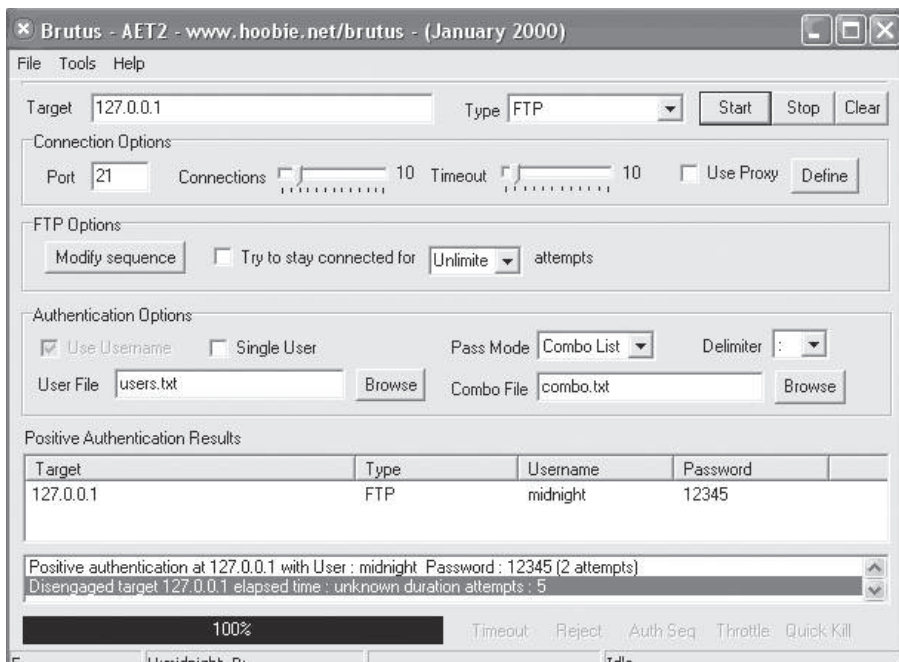 Brutus - AET2 - www.hoobie.net/brutus - (January 2000)
File Tools Help
Target 127.0.0.1 Type FTP Start Stop Clear
Connection Options
Port 21 Connections 10 Timeout 10 Use Proxy Define
FTP Options
Modify sequence Try to stay connected for Unlimite attempts
Authentication Options
Use Username Single User Pass Mode Combo List Delimiter :
User File users.txt Browse Combo File combo.txt Browse
Positive Authentication Results
Target Type Username Password
127.0.0.1 FTP midnight 12345
Positive authentication at 127.0.0.1 with User : midnight Password : 12345 (2 attempts)
Disengaged target 127.0.0.1 elapsed time : unknown duration attempts : 5
100% Timeout Reject Auth Seq Throttle Quick Kill
Idle